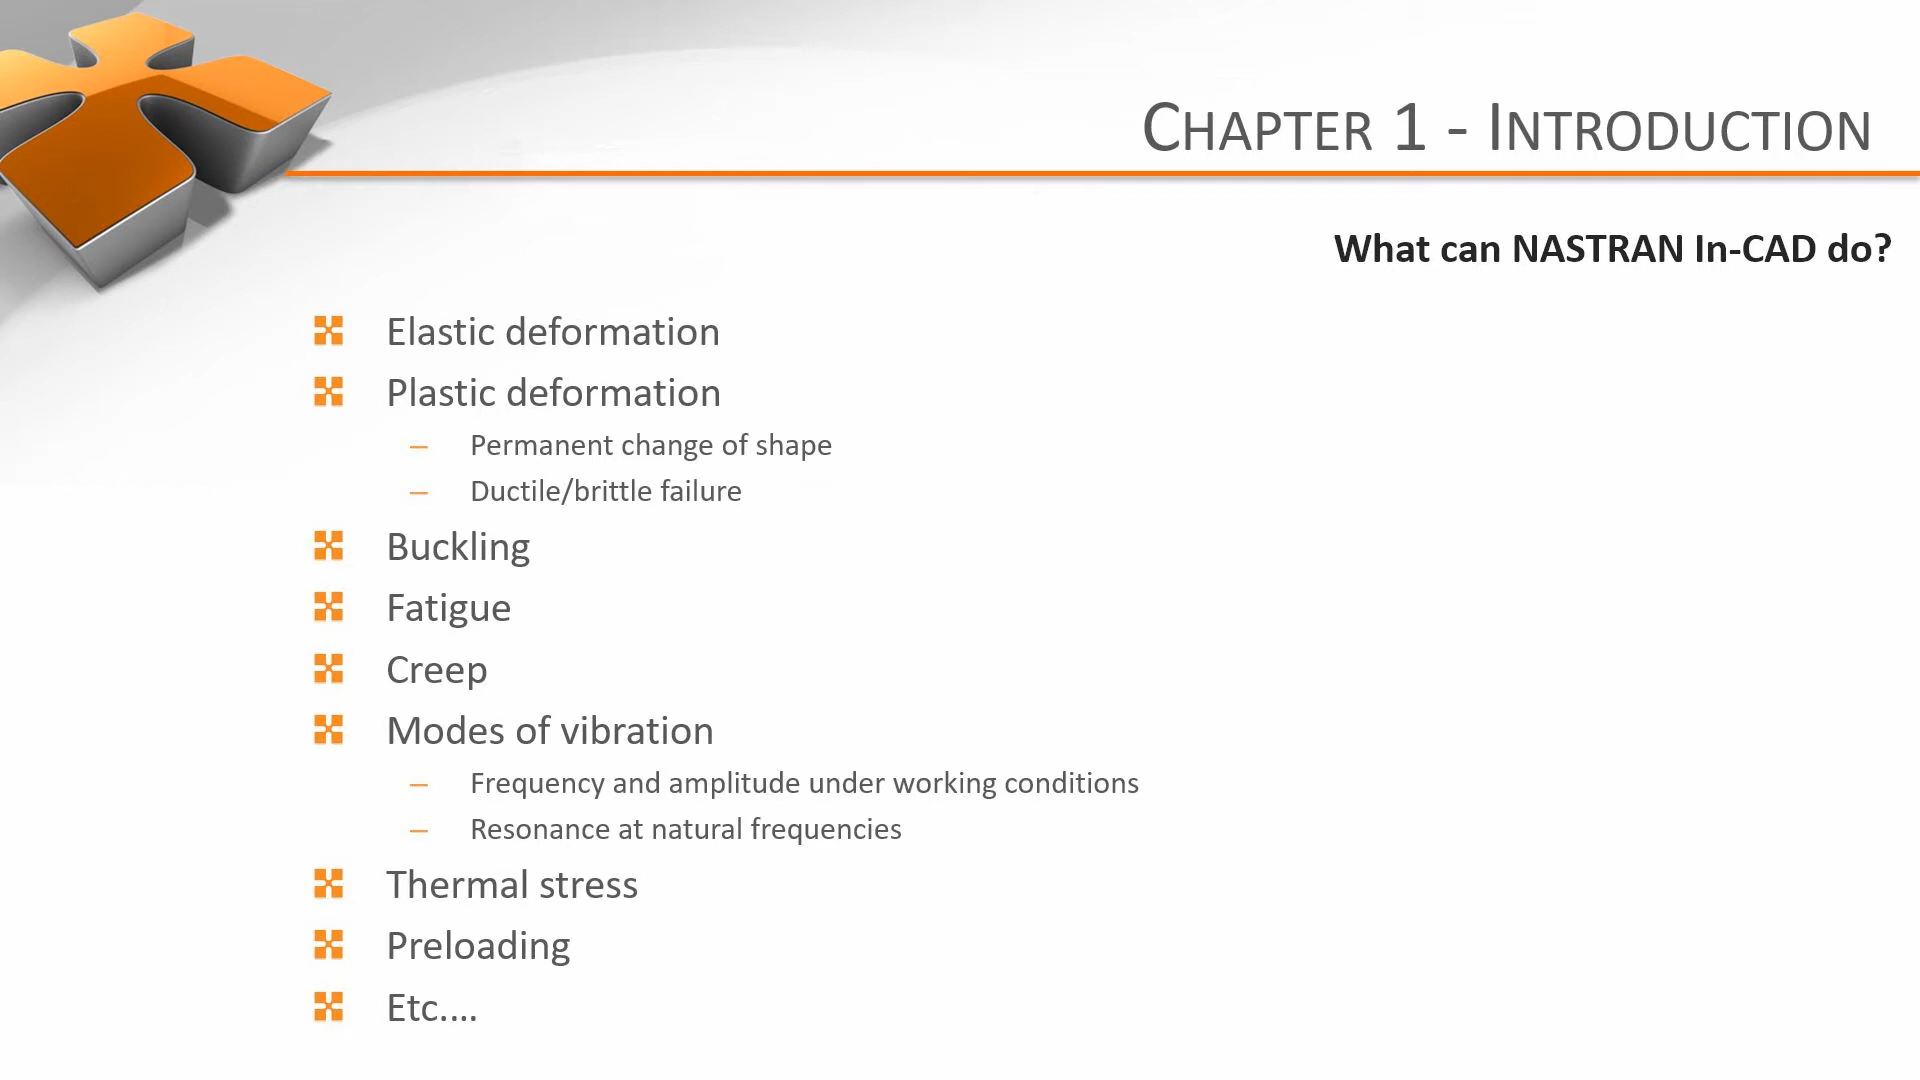 CHAPTER 1 - INTRODUCTION
What can NASTRAN In-CAD do?
Elastic deformation
Plastic deformation
– Permanent change of shape
– Ductile/brittle failure
Buckling
Fatigue
Creep
Modes of vibration
– Frequency and amplitude under working conditions
– Resonance at natural frequencies
Thermal stress
Preloading
Etc....